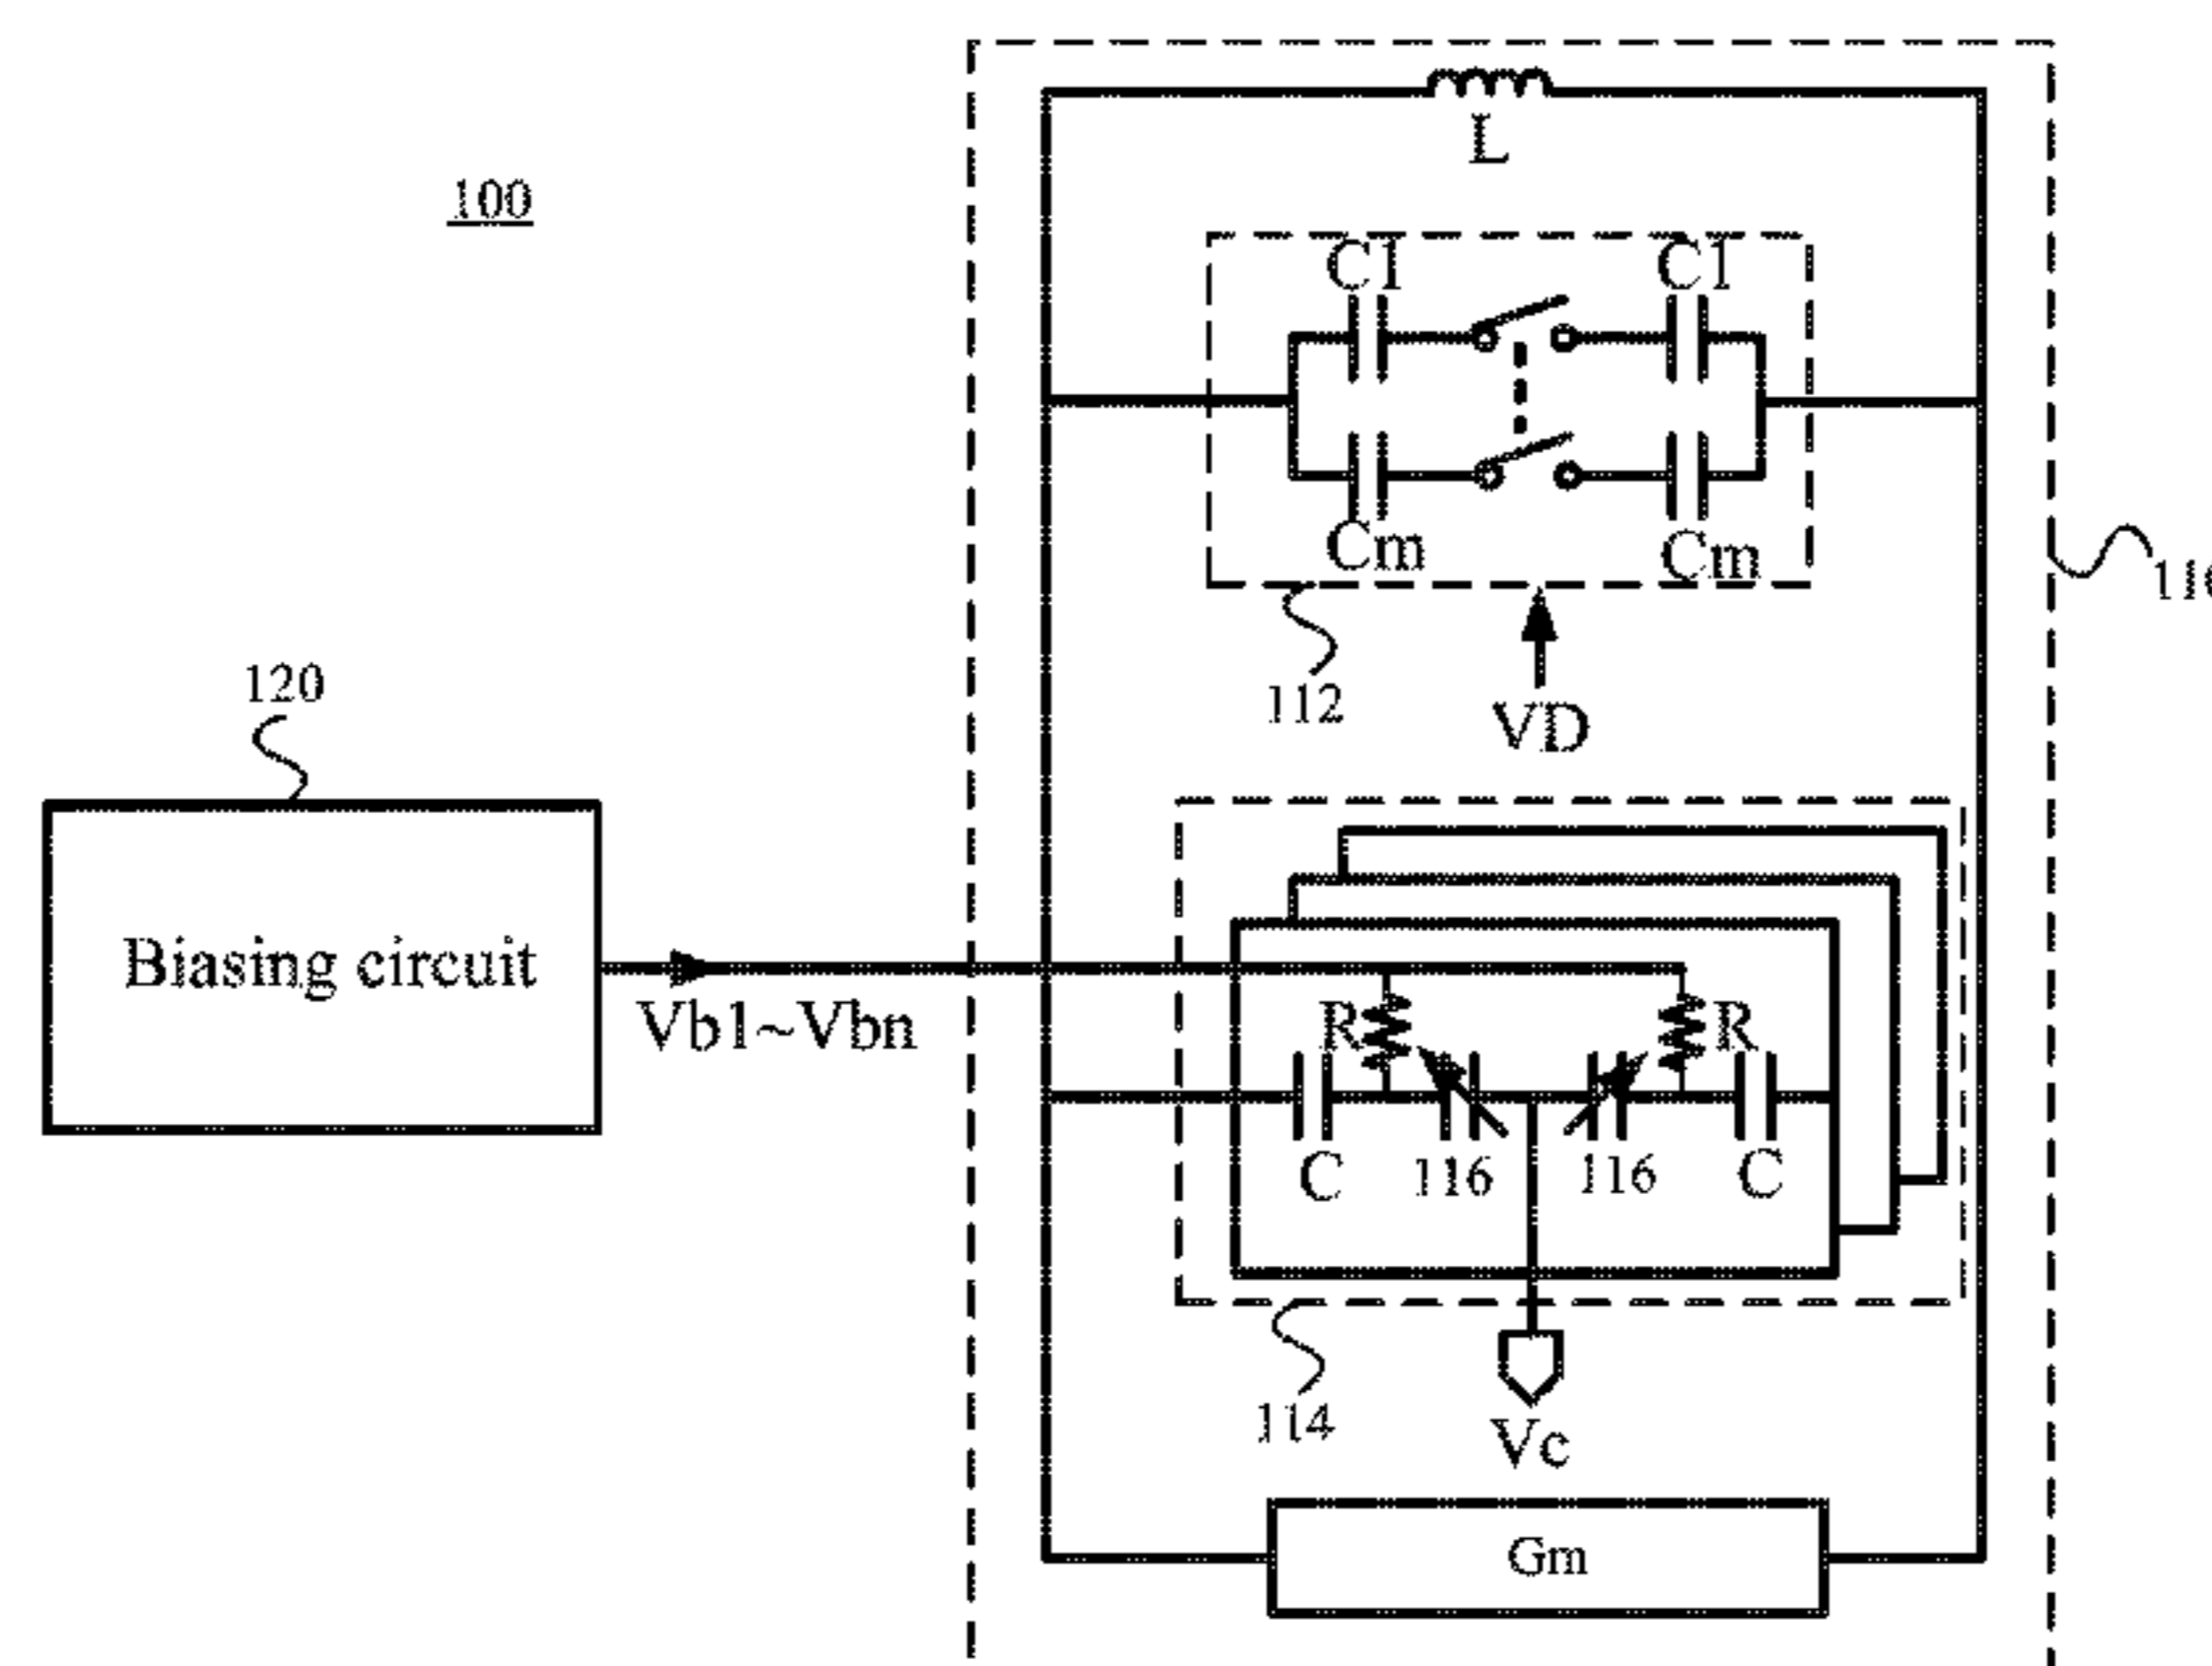 100
L
C1 C1
Cm Cm
112
VD
120
Biasing circuit
Vb1~Vbn
R R
C 116 116 C
114
Vc
Gm